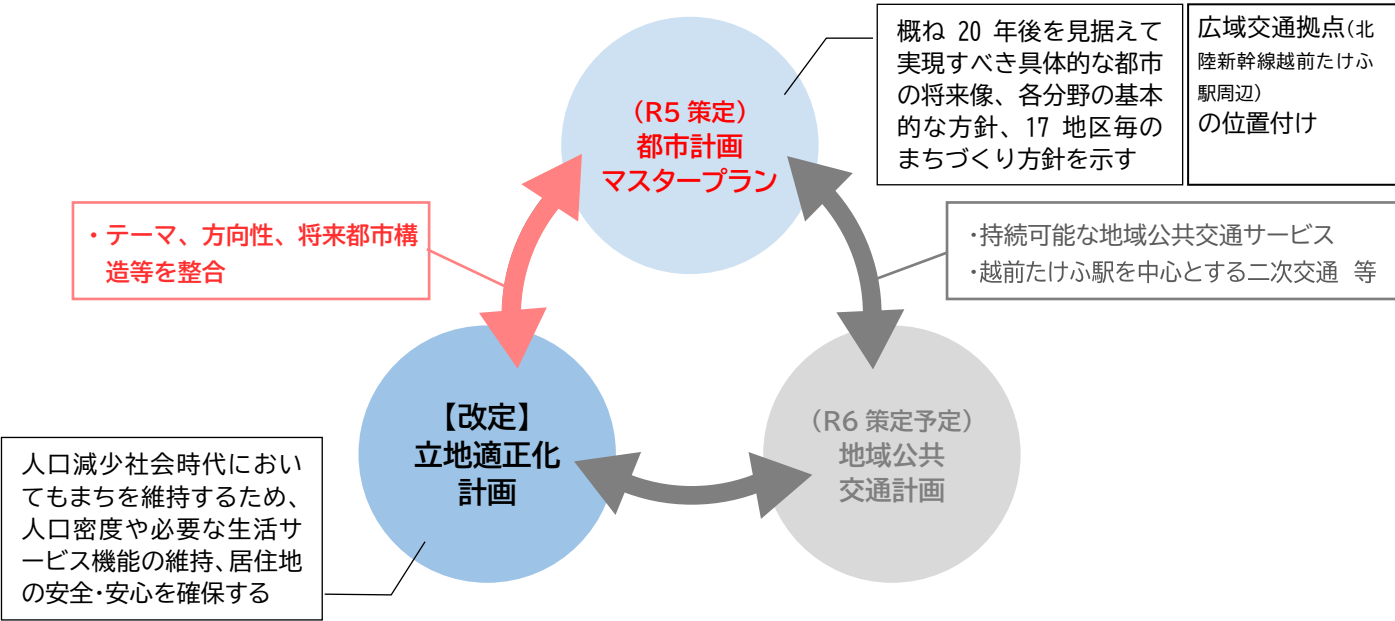 概ね 20 年後を見据えて
実現すべき具体的な都市
の将来像、各分野の基本
的な方針、17 地区毎の
まちづくり方針を示す
広域交通拠点(北
陸新幹線越前たけふ
駅周辺)
の位置付け
(R5 策定)
都市計画
マスタープラン
・テーマ、方向性、将来都市構
造等を整合
・持続可能な地域公共交通サービス
・越前たけふ駅を中心とする二次交通 等
【改定】
立地適正化
計画
(R6 策定予定)
地域公共
交通計画
人口減少社会時代におい
てもまちを維持するため、
人口密度や必要な生活サ
ービス機能の維持、居住地
の安全・安心を確保する